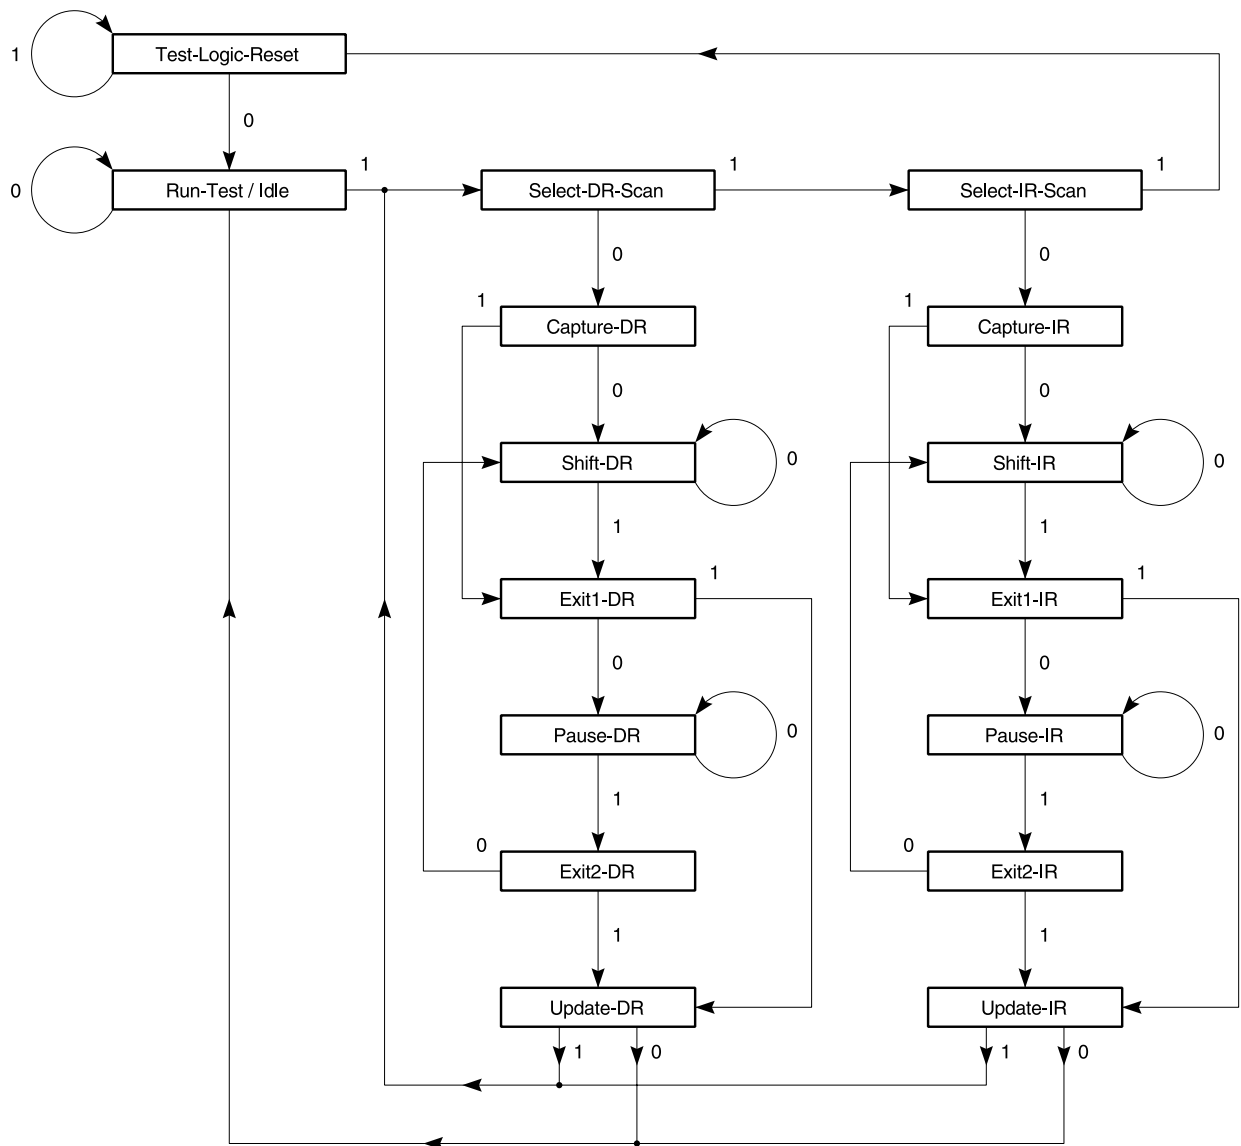 Test-Logic-Reset
1
0
Run-Test / Idle
0
1
Select-DR-Scan
1
Select-IR-Scan
1
0
0
1
Capture-DR
1
Capture-IR
0
0
Shift-DR
0
Shift-IR
0
1
1
Exit1-DR
1
Exit1-IR
1
0
0
Pause-DR
0
Pause-IR
0
1
1
0
Exit2-DR
0
Exit2-IR
1
1
Update-DR
Update-IR
1
0
1
0